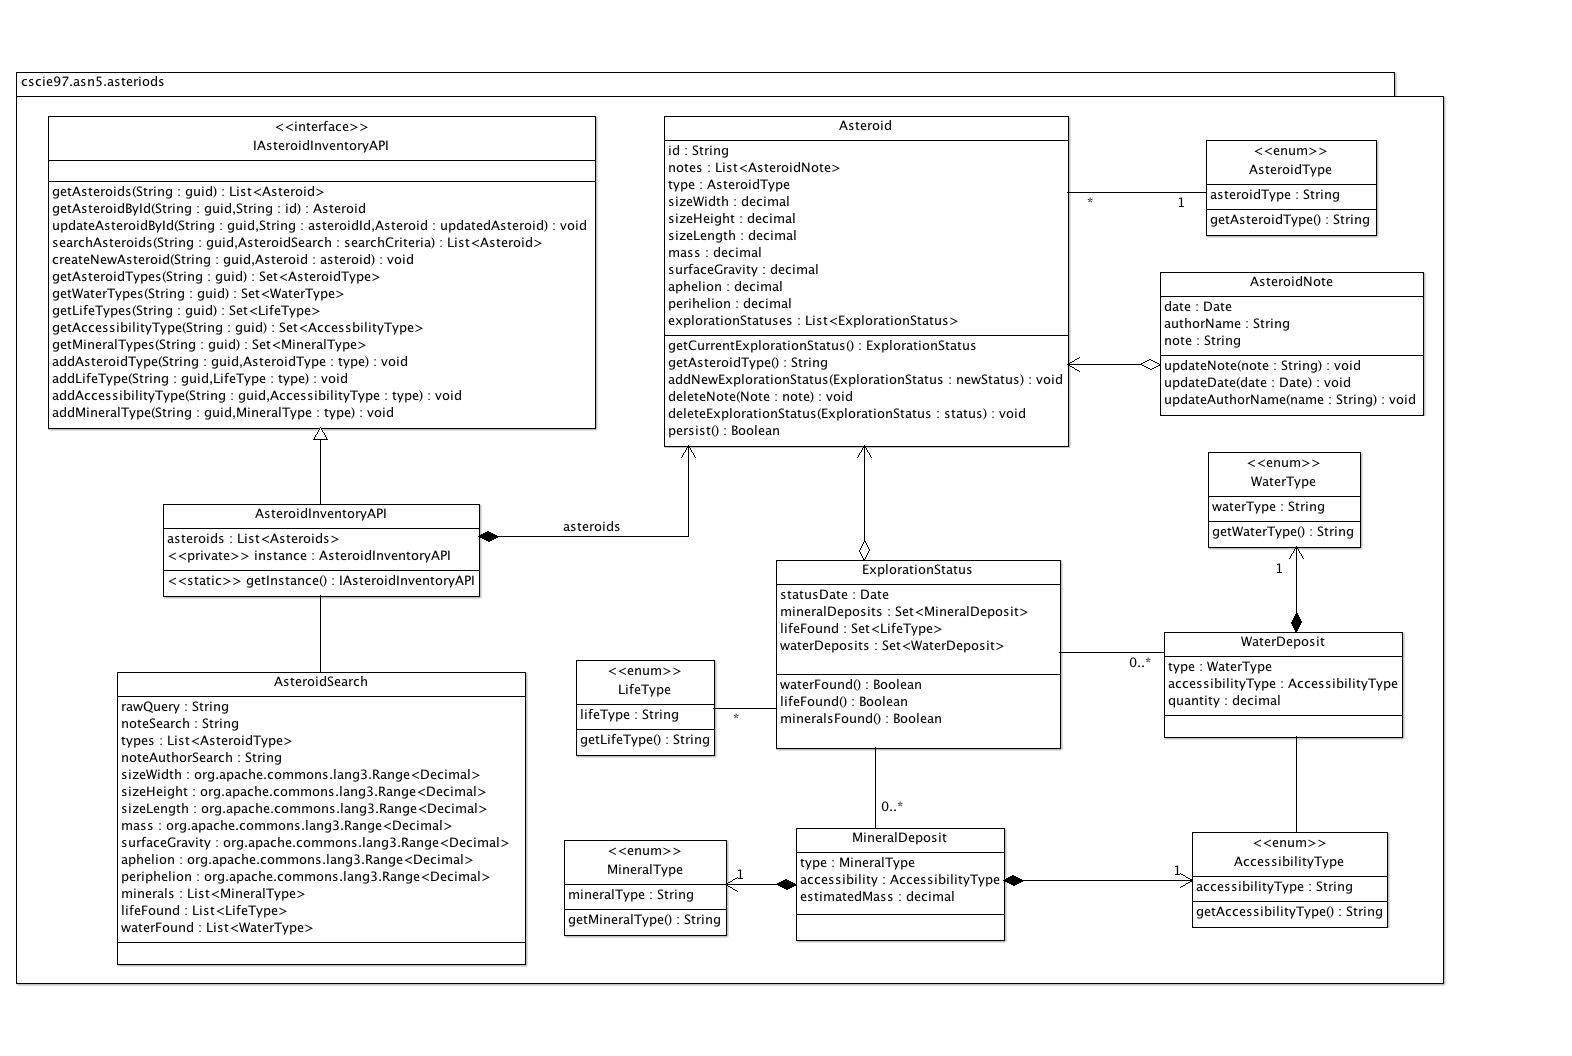 cscie97.asn5.asteriods
<<interface>>
IAsteroidInventoryAPI
getAsteroids(String : guid) : List<Asteroid>
getAsteroidById(String : guid,String : id) : Asteroid
updateAsteroidById(String : guid,String : asteroidId,Asteroid : updatedAsteroid) : void
searchAsteroids(String : guid,AsteroidSearch : searchCriteria) : List<Asteroid>
createNewAsteroid(String : guid,Asteroid : asteroid) : void
getAsteroidTypes(String : guid) : Set<AsteroidType>
getWaterTypes(String : guid) : Set<WaterType>
getLifeTypes(String : guid) : Set<LifeType>
getAccessibilityType(String : guid) : Set<AccessbilityType>
getMineralTypes(String : guid) : Set<MineralType>
addAsteroidType(String : guid,AsteroidType : type) : void
addLifeType(String : guid,LifeType : type) : void
addAccessibilityType(String : guid,AccessibilityType : type) : void
addMineralType(String : guid,MineralType : type) : void
Asteroid
id : String
notes : List<AsteroidNote>
type : AsteroidType
sizeWidth : decimal
sizeHeight : decimal
sizeLength : decimal
mass : decimal
surfaceGravity : decimal
aphelion : decimal
perihelion : decimal
explorationStatuses : List<ExplorationStatus>
getCurrentExplorationStatus() : ExplorationStatus
getAsteroidType() : String
addNewExplorationStatus(ExplorationStatus : newStatus) : void
deleteNote(Note : note) : void
deleteExplorationStatus(ExplorationStatus : status) : void
persist() : Boolean
* 1
<<enum>>
AsteroidType
asteroidType : String
getAsteroidType() : String
AsteroidNote
date : Date
authorName : String
note : String
updateNote(note : String) : void
updateDate(date : Date) : void
updateAuthorName(name : String) : void
<<enum>>
WaterType
waterType : String
getWaterType() : String
1
AsteroidInventoryAPI
asteroids : List<Asteroids>
<<private>> instance : AsteroidInventoryAPI
<<static>> getInstance() : IAsteroidInventoryAPI
asteroids
ExplorationStatus
statusDate : Date
mineralDeposits : Set<MineralDeposit>
lifeFound : Set<LifeType>
waterDeposits : Set<WaterDeposit>
waterFound() : Boolean
lifeFound() : Boolean
mineralsFound() : Boolean
0..*
WaterDeposit
type : WaterType
accessibilityType : AccessibilityType
quantity : decimal
<<enum>>
LifeType
lifeType : String
getLifeType() : String
*
AsteroidSearch
rawQuery : String
noteSearch : String
types : List<AsteroidType>
noteAuthorSearch : String
sizeWidth : org.apache.commons.lang3.Range<Decimal>
sizeHeight : org.apache.commons.lang3.Range<Decimal>
sizeLength : org.apache.commons.lang3.Range<Decimal>
mass : org.apache.commons.lang3.Range<Decimal>
surfaceGravity : org.apache.commons.lang3.Range<Decimal>
aphelion : org.apache.commons.lang3.Range<Decimal>
periphelion : org.apache.commons.lang3.Range<Decimal>
minerals : List<MineralType>
lifeFound : List<LifeType>
waterFound : List<WaterType>
0..*
<<enum>>
MineralType
mineralType : String
getMineralType() : String
1
MineralDeposit
type : MineralType
accessibility : AccessibilityType
estimatedMass : decimal
1
<<enum>>
AccessibilityType
accessibilityType : String
getAccessibilityType() : String